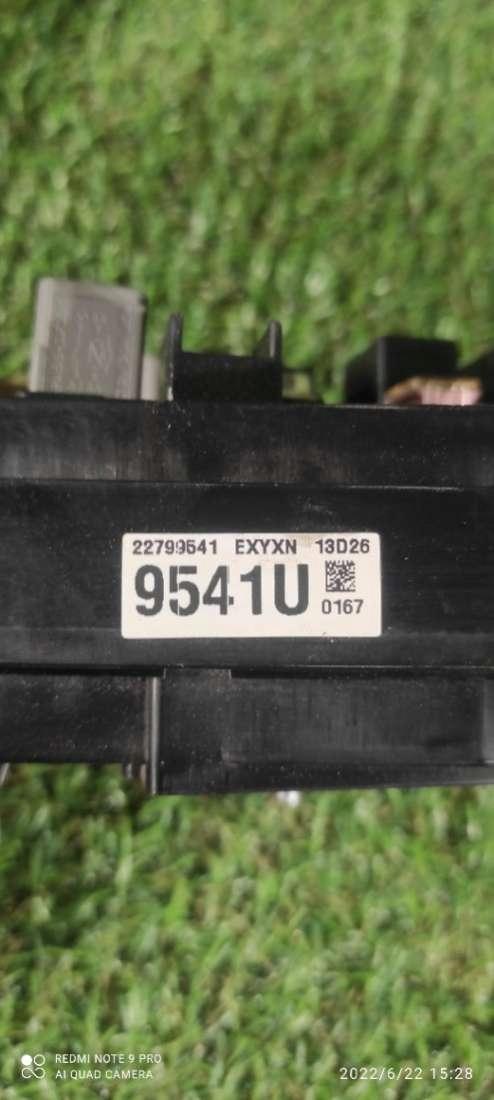 22799541 EXYXN 13D26
9541U
0167
REDMI NOTE 9 PRO
AI QUAD CAMERA
2022/6/22 15:28